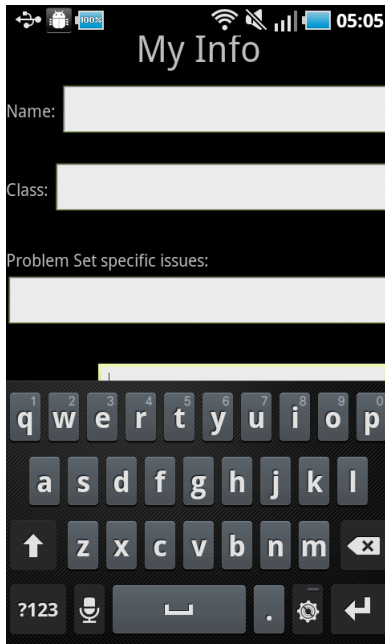 100%
05:05
My Info
Name:
Class:
Problem Set specific issues:
1 2 3 4 5 6 7 8 9 0
q w e r t y u i o p
a s d f g h j k l
z x c v b n m
?123 .